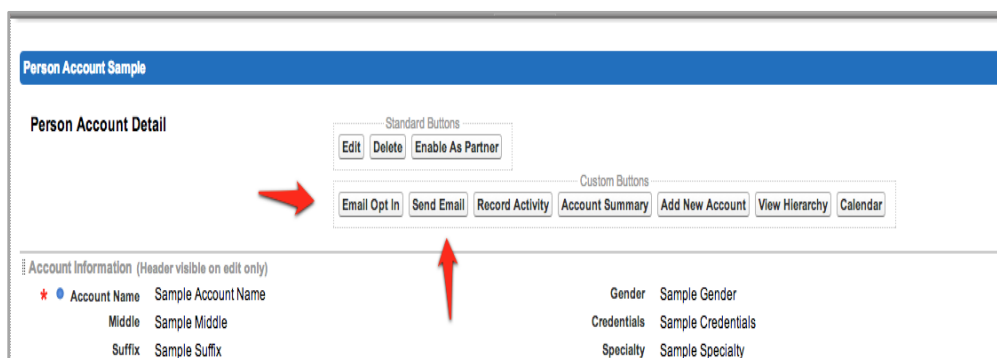 Person Account Sample
Person Account Detail
Standard Buttons
Edit Delete Enable As Partner
Custom Buttons
Email Opt In Send Email Record Activity Account Summary Add New Account View Hierarchy Calendar
Account Information (Header visible on edit only)
* Account Name Sample Account Name Gender Sample Gender
Middle Sample Middle Credentials Sample Credentials
Suffix Sample Suffix Specialty Sample Specialty